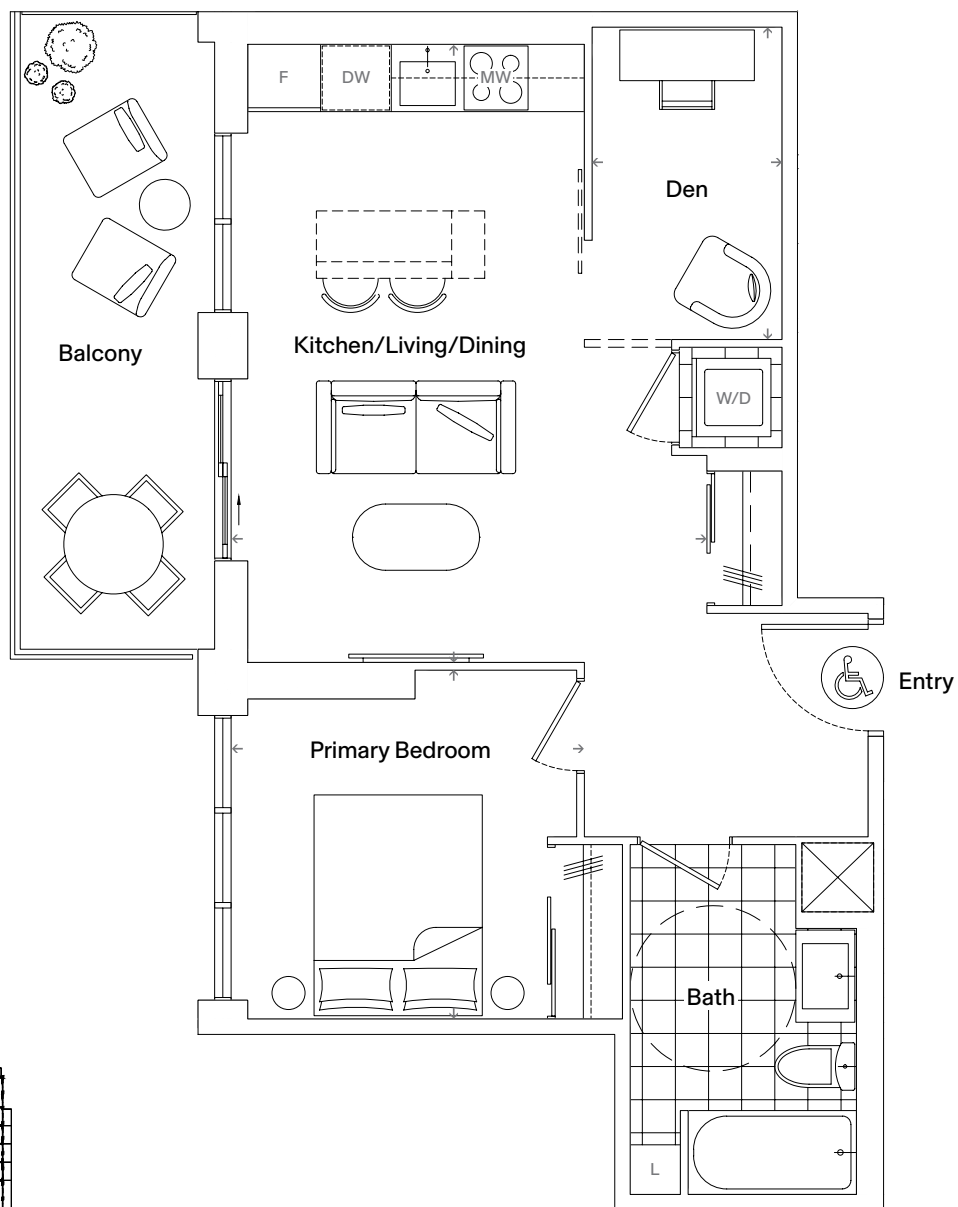 F
DW
MW
Den
Kitchen/Living/Dining
Balcony
W/D
Entry
Primary Bedroom
Bath
L